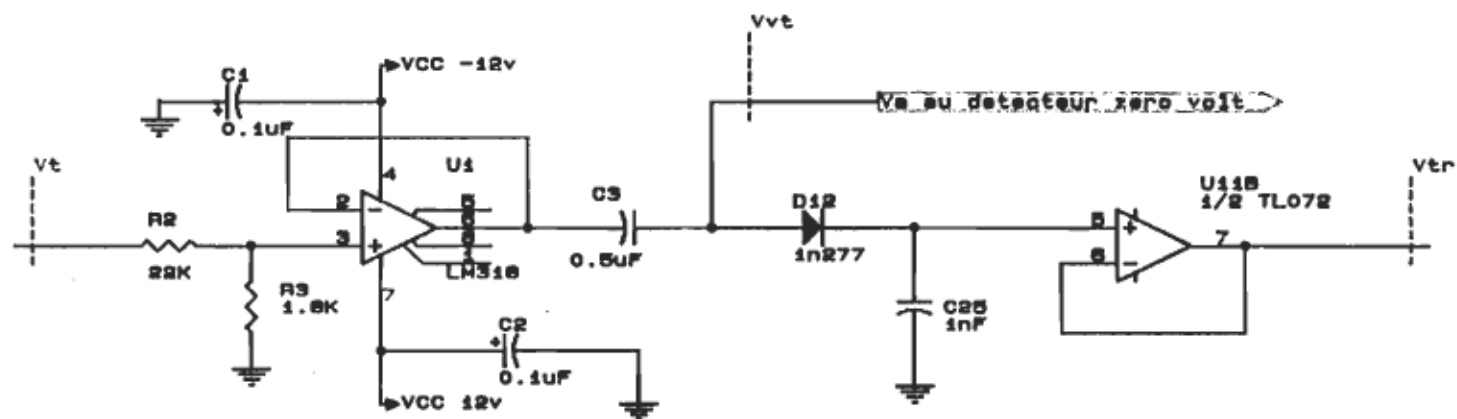 Vvt
VCC -12v
C1
0.1uF
Va au detecteur zero volt
Vt
U1
4
2
3
R2
22K
R3
1.8K
LM318
7
C3
0.5uF
D12
1n277
U11B
1/2 TL072
Vtr
5
6
7
C25
1nF
C2
0.1uF
VCC 12v